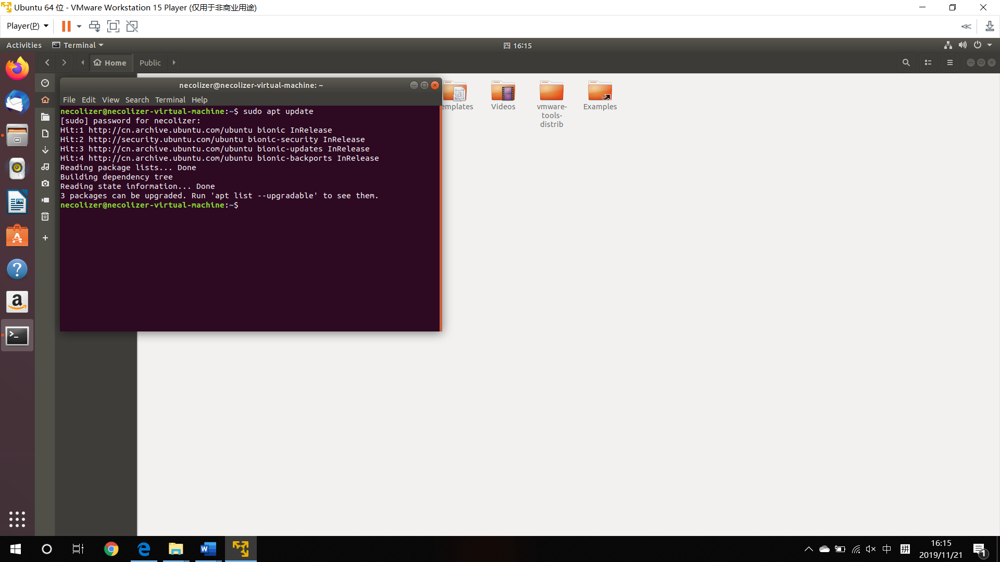 Ubuntu 64 位 - VMware Workstation 15 Player (仅用于非商业用途)
Player(P)
Activities
Terminal
四 16:15
Home
Public
necolizer@necolizer-virtual-machine: ~
File Edit View Search Terminal Help
necolizer@necolizer-virtual-machine:~$ sudo apt update
[sudo] password for necolizer:
Hit:1 http://cn.archive.ubuntu.com/ubuntu bionic InRelease
Hit:2 http://security.ubuntu.com/ubuntu bionic-security InRelease
Hit:3 http://cn.archive.ubuntu.com/ubuntu bionic-updates InRelease
Hit:4 http://cn.archive.ubuntu.com/ubuntu bionic-backports InRelease
Reading package lists... Done
Building dependency tree
Reading state information... Done
3 packages can be upgraded. Run 'apt list --upgradable' to see them.
necolizer@necolizer-virtual-machine:~$
emplates
Videos
vmware-
tools-
distrib
Examples
中
拼
16:15
2019/11/21
1